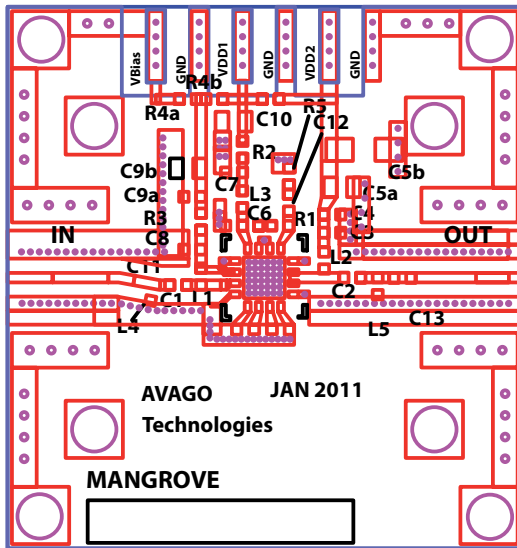 VBias GND VDD1 GND VDD2 GND
R4b
R4a C10 R5 C12
R2
C9b C7 C5b
C9a L3 C5a
R3 C6 R1 C4
IN C8 C3 OUT
C11 L2
C1 L1 C2
L4 L5 C13
AVAGO JAN 2011
Technologies
MANGROVE